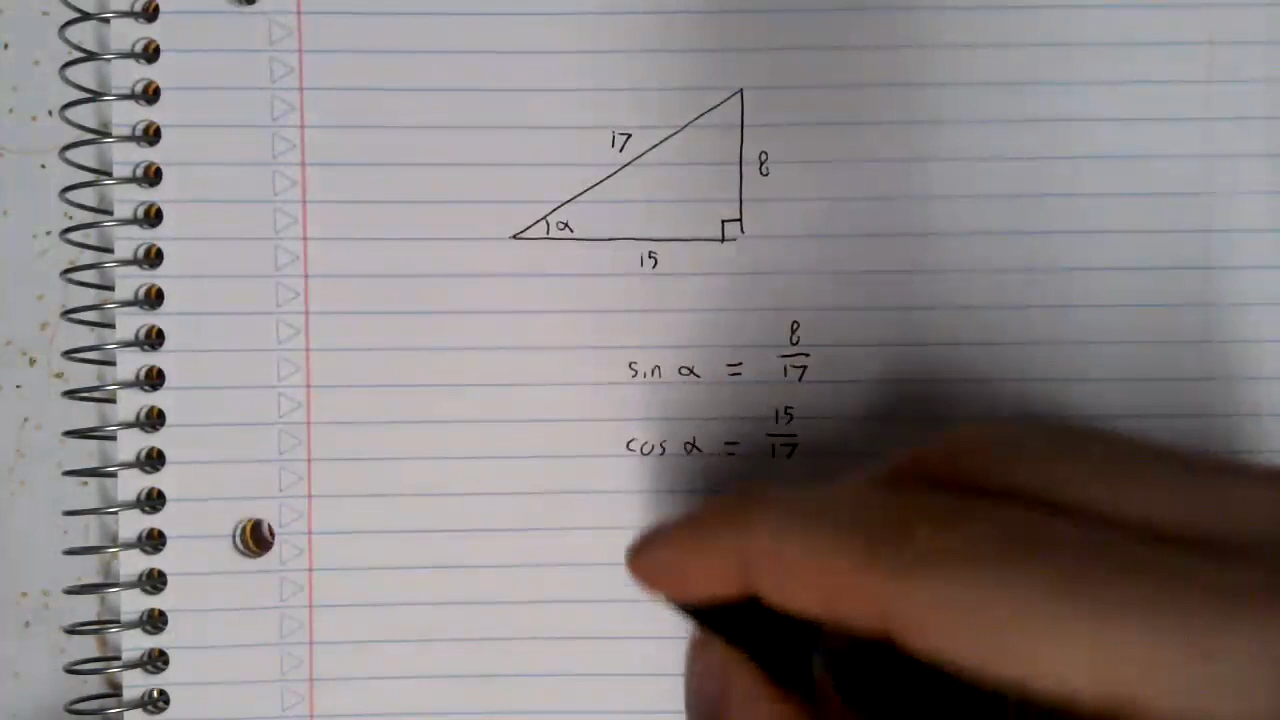 17
8
α
15
sin α = 8/17
cos α = 15/17